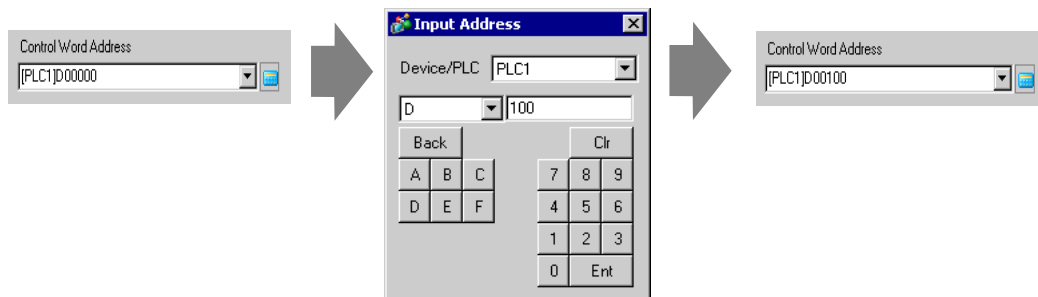 Control Word Address
[PLC1]D00000
Input Address
Device/PLC PLC1
D 100
Back Clr
A B C 7 8 9
D E F 4 5 6
1 2 3
0 Ent
Control Word Address
[PLC1]D00100